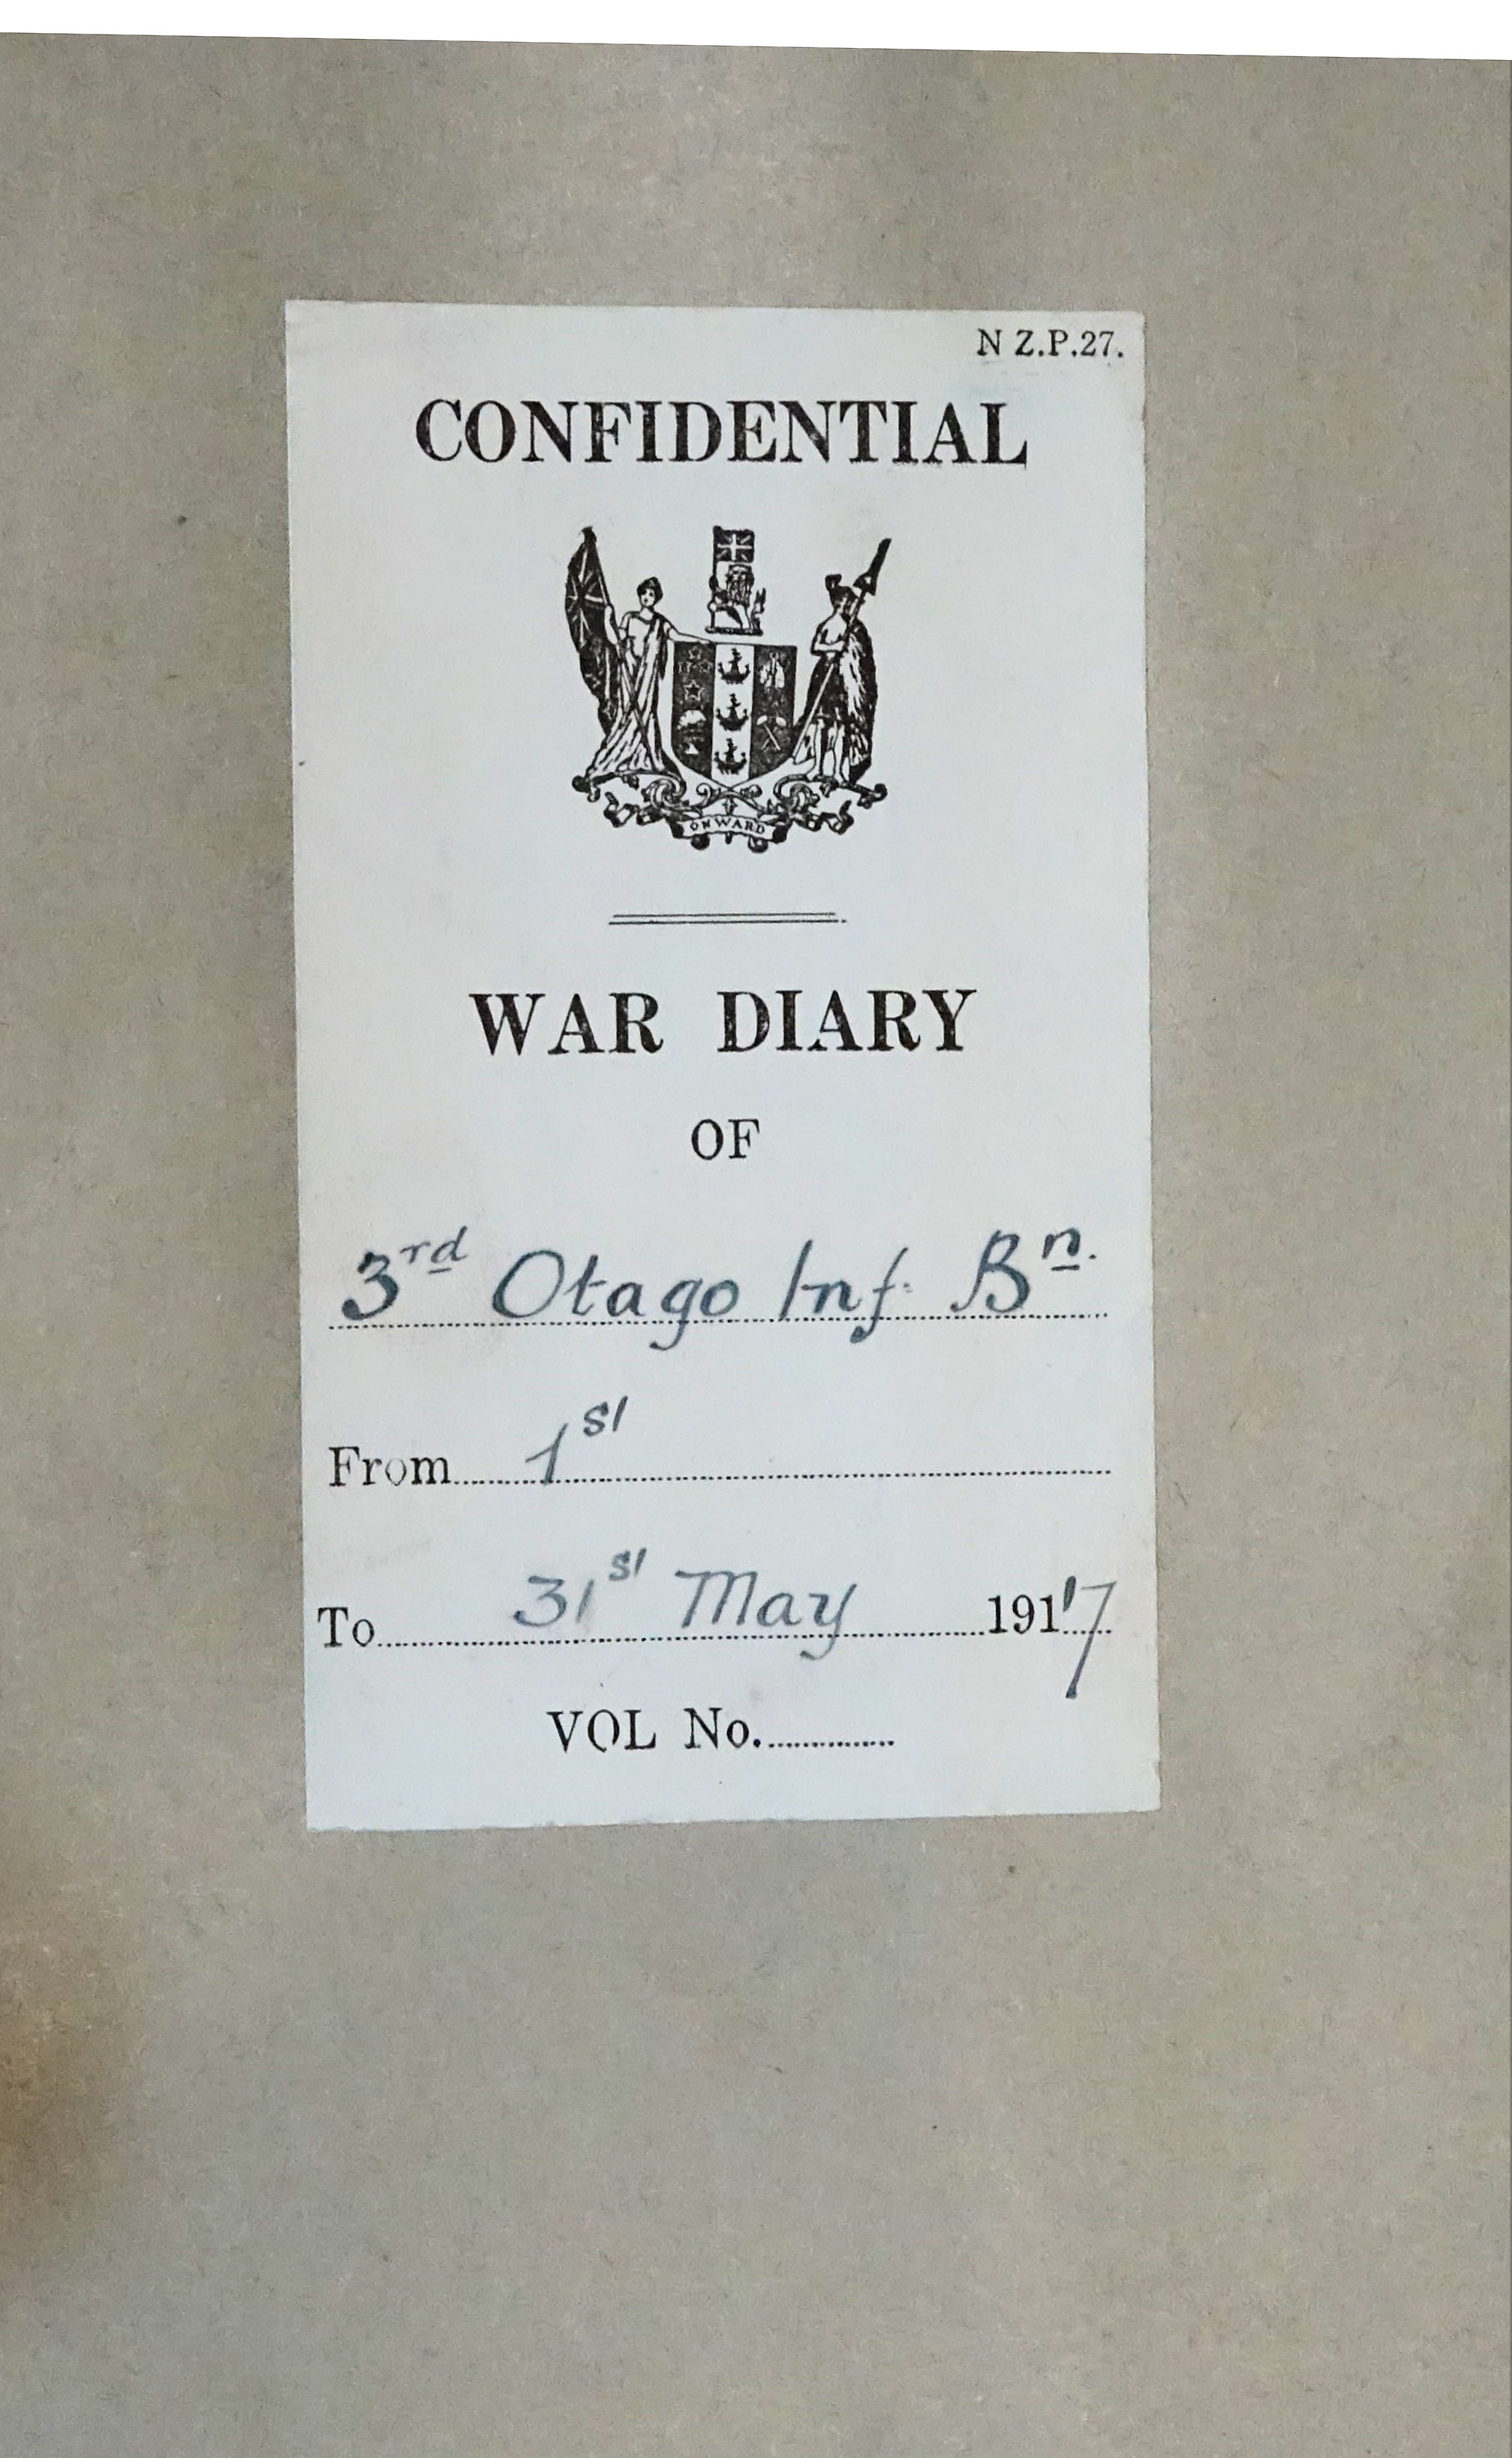 N Z.P.27.
CONFIDENTIAL
ONWARD
WAR DIARY
OF
3rd Otago Inf. Bn.
From 1st
To 31st May 1917
VOL No.